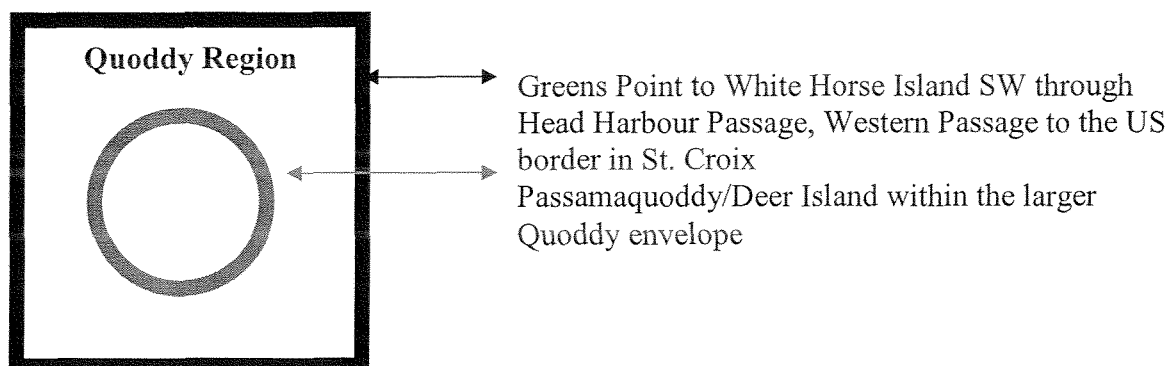 Quoddy Region
Greens Point to White Horse Island SW through
Head Harbour Passage, Western Passage to the US
border in St. Croix
Passamaquoddy/Deer Island within the larger
Quoddy envelope